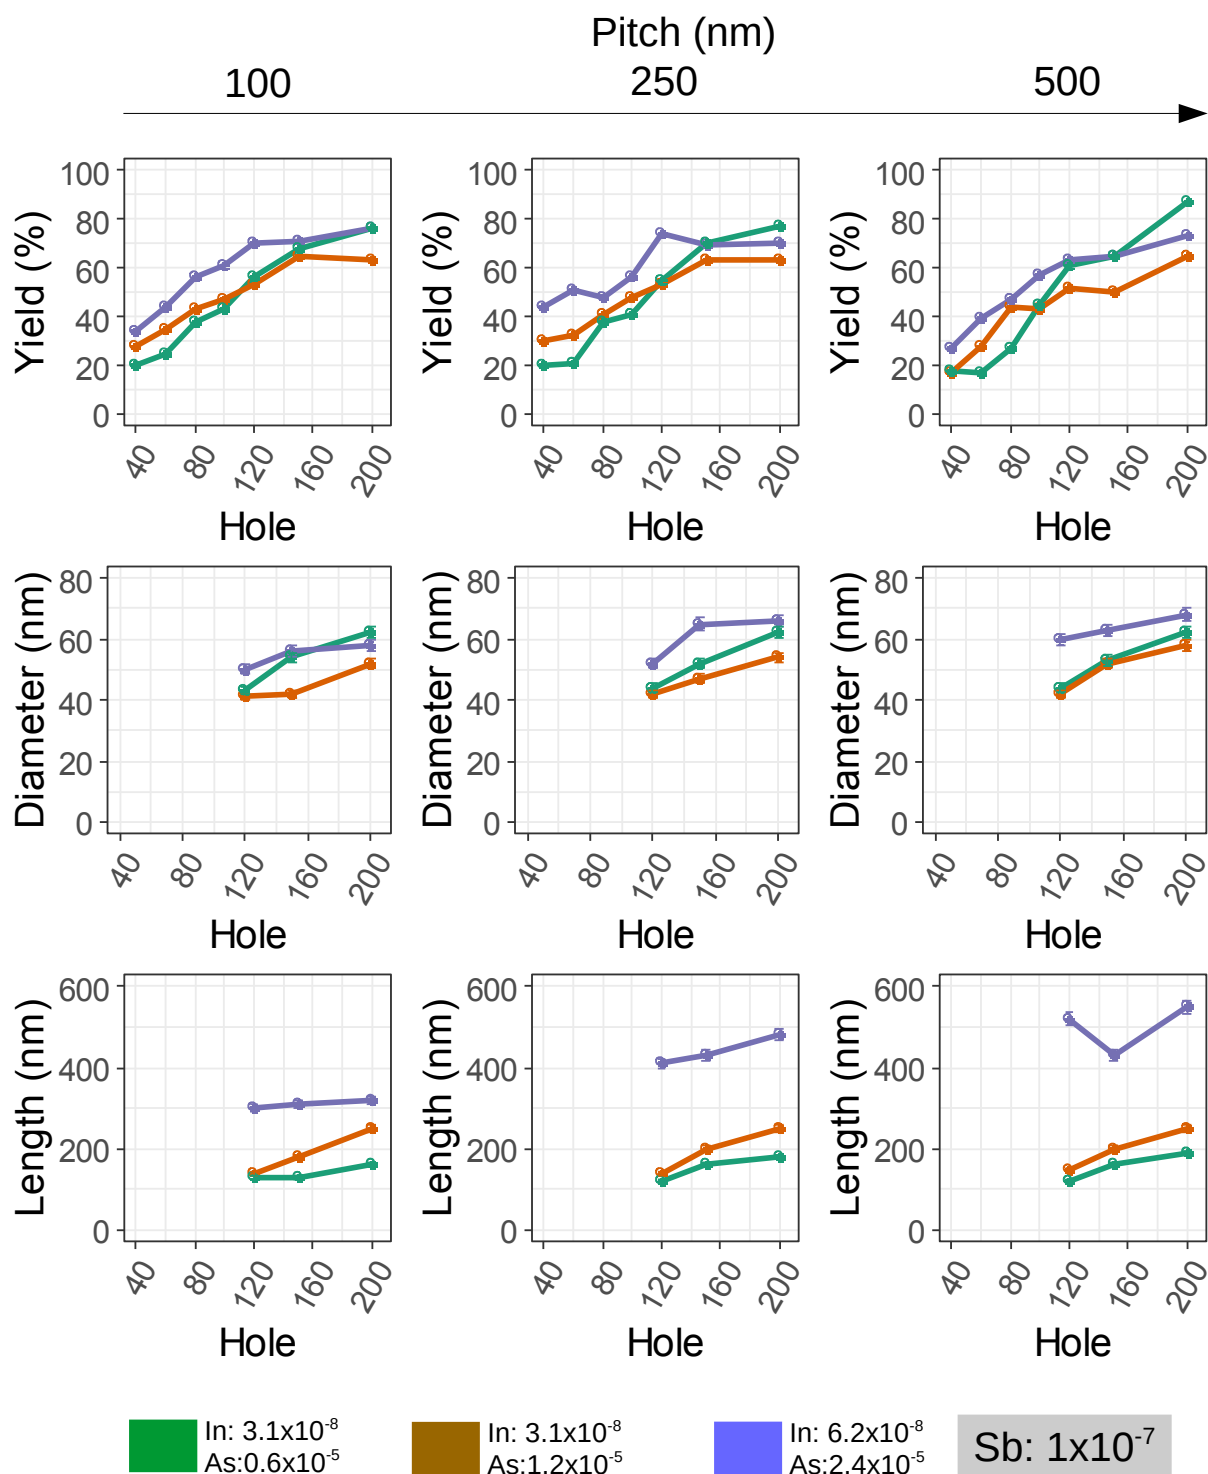 Pitch (nm)
100 250 500
Yield (%) Yield (%) Yield (%)
100 100 100
80 80 80
60 60 60
40 40 40
20 20 20
0 0 0
40 80 120 160 200 40 80 120 160 200 40 80 120 160 200
Hole Hole Hole
Diameter (nm) Diameter (nm) Diameter (nm)
80 80 80
60 60 60
40 40 40
20 20 20
0 0 0
40 80 120 160 200 40 80 120 160 200 40 80 120 160 200
Hole Hole Hole
Length (nm) Length (nm) Length (nm)
600 600 600
400 400 400
200 200 200
0 0 0
40 80 120 160 200 40 80 120 160 200 40 80 120 160 200
Hole Hole Hole
In: 3.1x10⁻⁸ In: 3.1x10⁻⁸ In: 6.2x10⁻⁸
As:0.6x10⁻⁵ As:1.2x10⁻⁵ As:2.4x10⁻⁵
Sb: 1x10⁻⁷